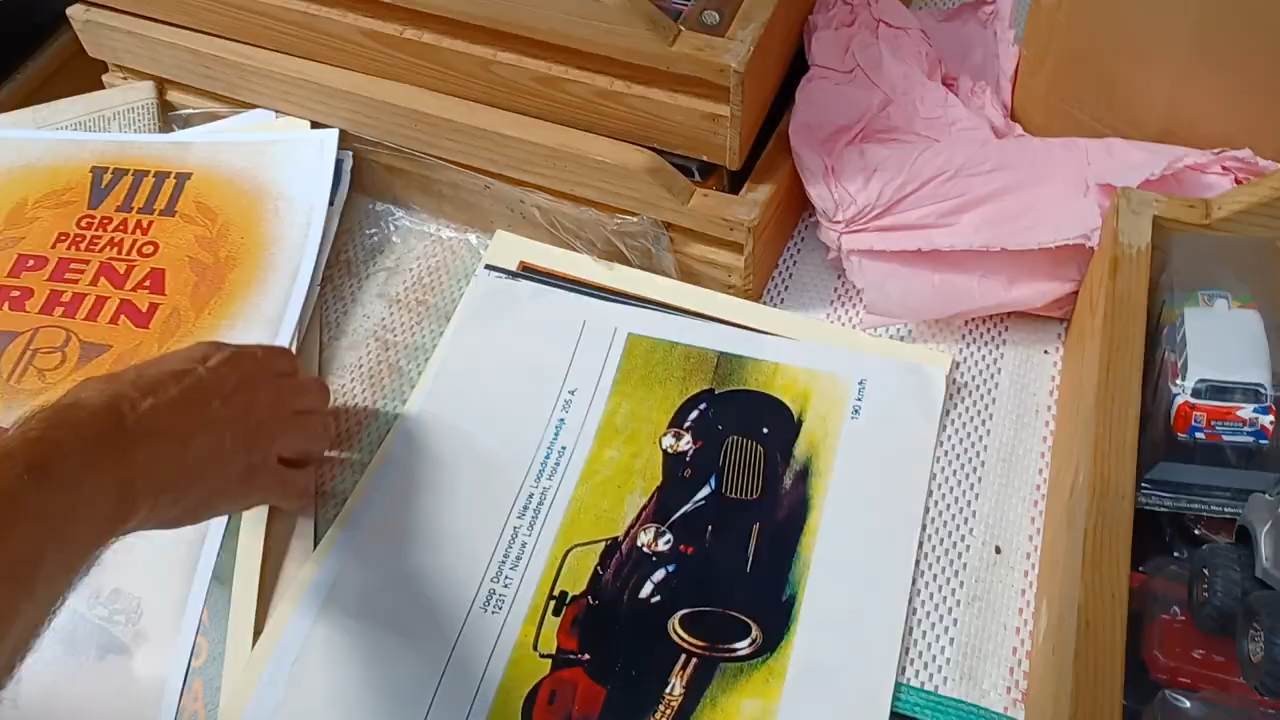 VIII
GRAN
PREMIO
PEÑA
RHIN
Joop Donkervoort, Nieuw Loosdrechtsedijk 205 A,
1231 KT Nieuw Loosdrecht, Holanda
190 km/h